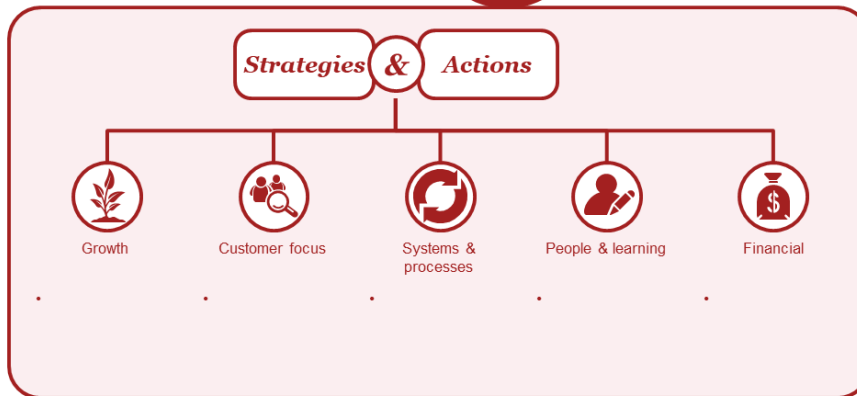 Strategies & Actions
Growth
Customer focus
Systems &
processes
People & learning
Financial
$